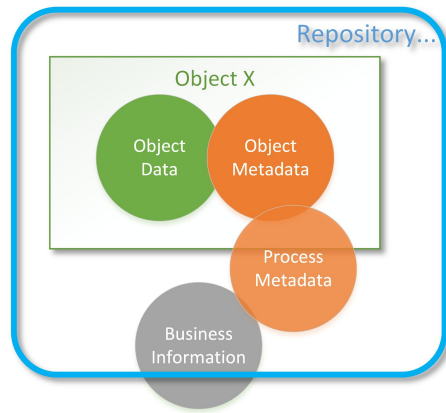 Repository...
Object X
Object
Data
Object
Metadata
Process
Metadata
Business
Information